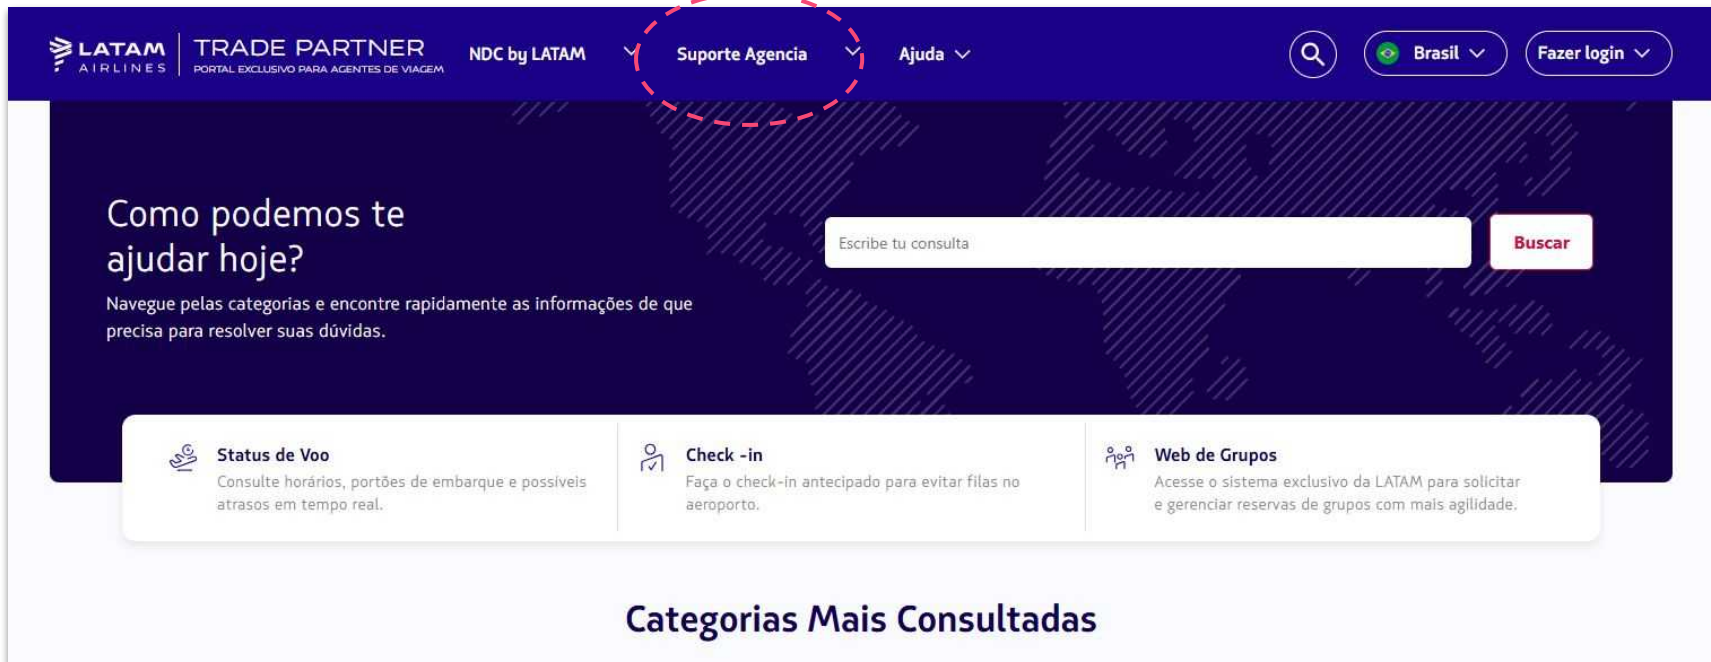 LATAM
AIRLINES
TRADE PARTNER
PORTAL EXCLUSIVO PARA AGENTES DE VIAGEM
NDC by LATAM
Suporte Agencia
Ajuda
Brasil
Fazer login
Como podemos te
ajudar hoje?
Navegue pelas categorias e encontre rapidamente as informações de que
precisa para resolver suas dúvidas.
Escribe tu consulta
Buscar
Status de Voo
Consulte horários, portões de embarque e possíveis
atrasos em tempo real.
Check -in
Faça o check-in antecipado para evitar filas no
aeroporto.
Web de Grupos
Acesse o sistema exclusivo da LATAM para solicitar
e gerenciar reservas de grupos com mais agilidade.
Categorias Mais Consultadas